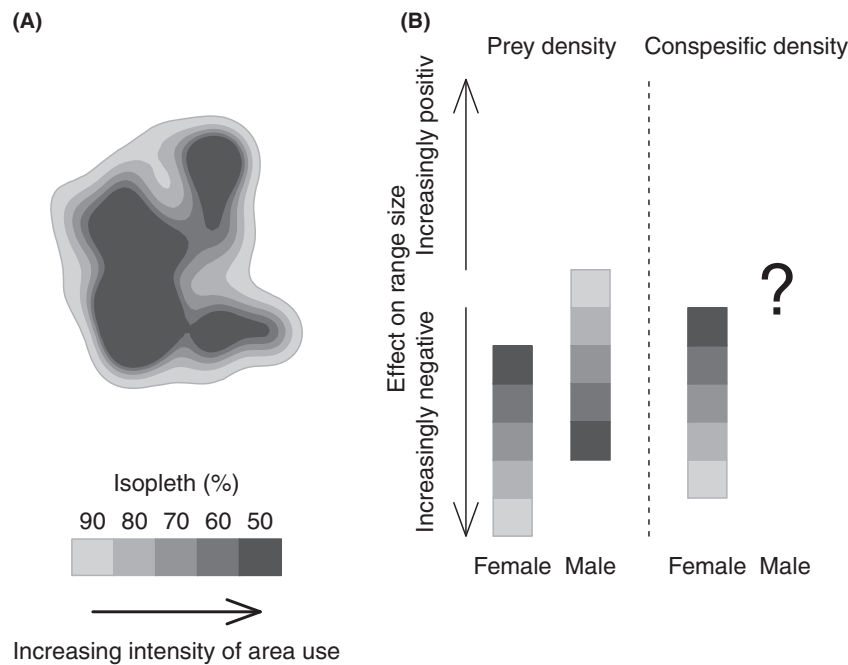 (A)
Isopleth (%)
90 80 70 60 50
Increasing intensity of area use
(B)
Prey density
Conspesific density
Effect on range size
Increasingly positiv
Increasingly negative
?
Female Male
Female Male